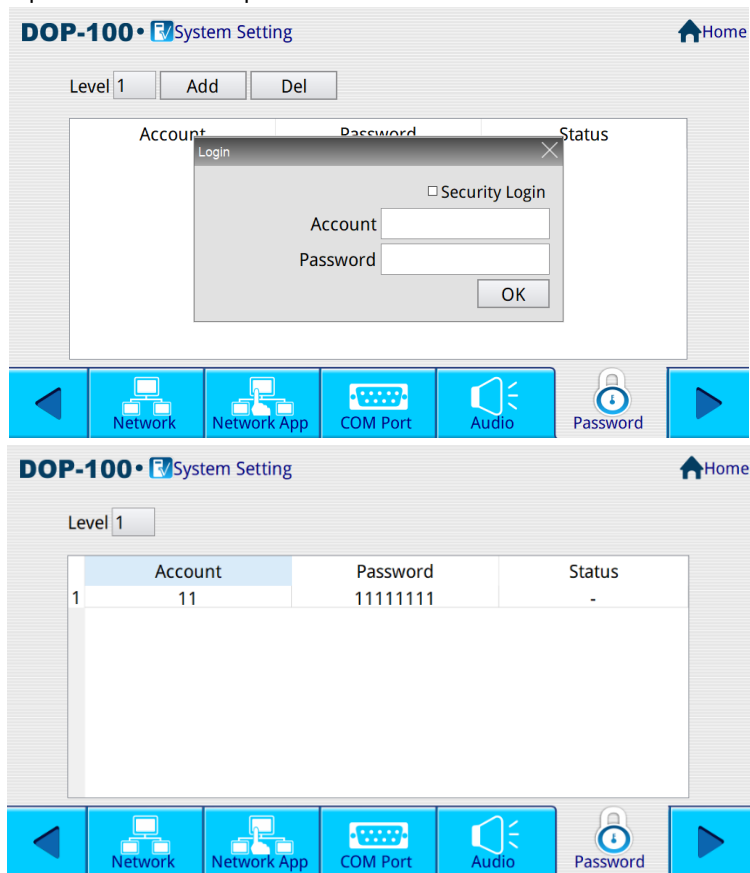 DOP-100 • System Setting Home
Level 1 Add Del
Account Password Status
Login
Security Login
Account
Password
OK
Network Network App COM Port Audio Password
DOP-100 • System Setting Home
Level 1
Account Password Status
1 11 11111111 -
Network Network App COM Port Audio Password